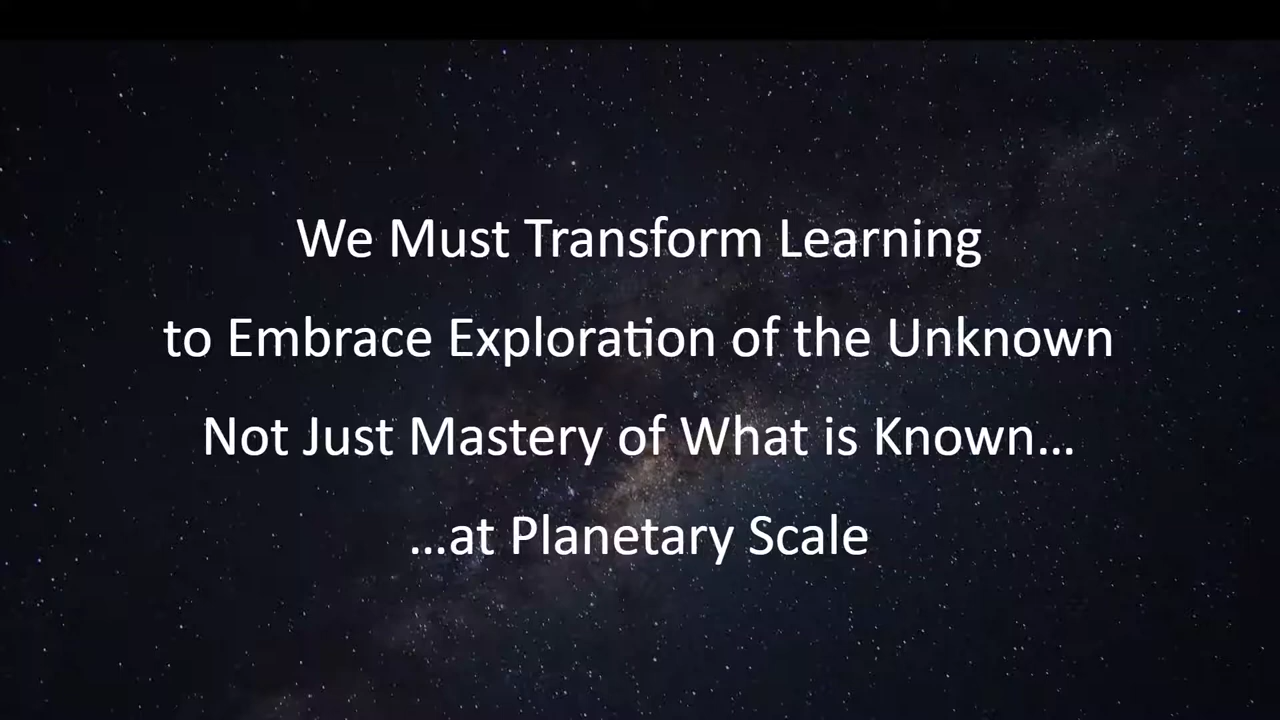 We Must Transform Learning
to Embrace Exploration of the Unknown
Not Just Mastery of What is Known…
…at Planetary Scale